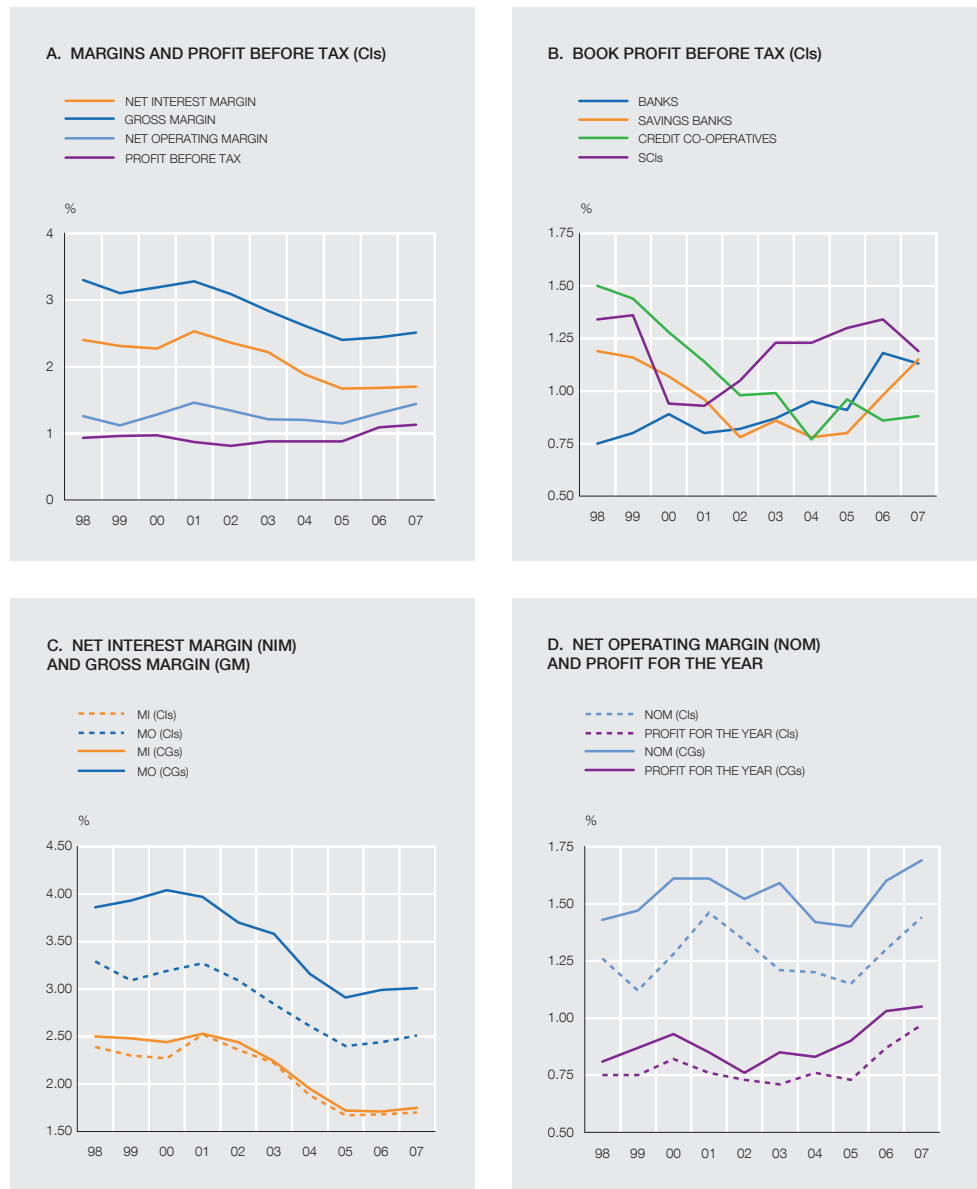 A. MARGINS AND PROFIT BEFORE TAX (CIs)
NET INTEREST MARGIN
GROSS MARGIN
NET OPERATING MARGIN
PROFIT BEFORE TAX
%
4
3
2
1
0
98 99 00 01 02 03 04 05 06 07
B. BOOK PROFIT BEFORE TAX (CIs)
BANKS
SAVINGS BANKS
CREDIT CO-OPERATIVES
SCIs
%
1.75
1.50
1.25
1.00
0.75
0.50
98 99 00 01 02 03 04 05 06 07
C. NET INTEREST MARGIN (NIM)
AND GROSS MARGIN (GM)
MI (CIs)
MO (CIs)
MI (CGs)
MO (CGs)
%
4.50
4.00
3.50
3.00
2.50
2.00
1.50
98 99 00 01 02 03 04 05 06 07
D. NET OPERATING MARGIN (NOM)
AND PROFIT FOR THE YEAR
NOM (CIs)
PROFIT FOR THE YEAR (CIs)
NOM (CGs)
PROFIT FOR THE YEAR (CGs)
%
1.75
1.50
1.25
1.00
0.75
0.50
98 99 00 01 02 03 04 05 06 07